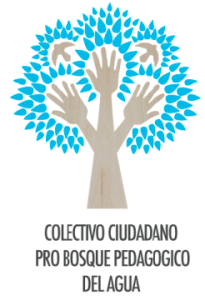 COLECTIVO CIUDADANO
PRO BOSQUE PEDAGOGICO
DEL AGUA